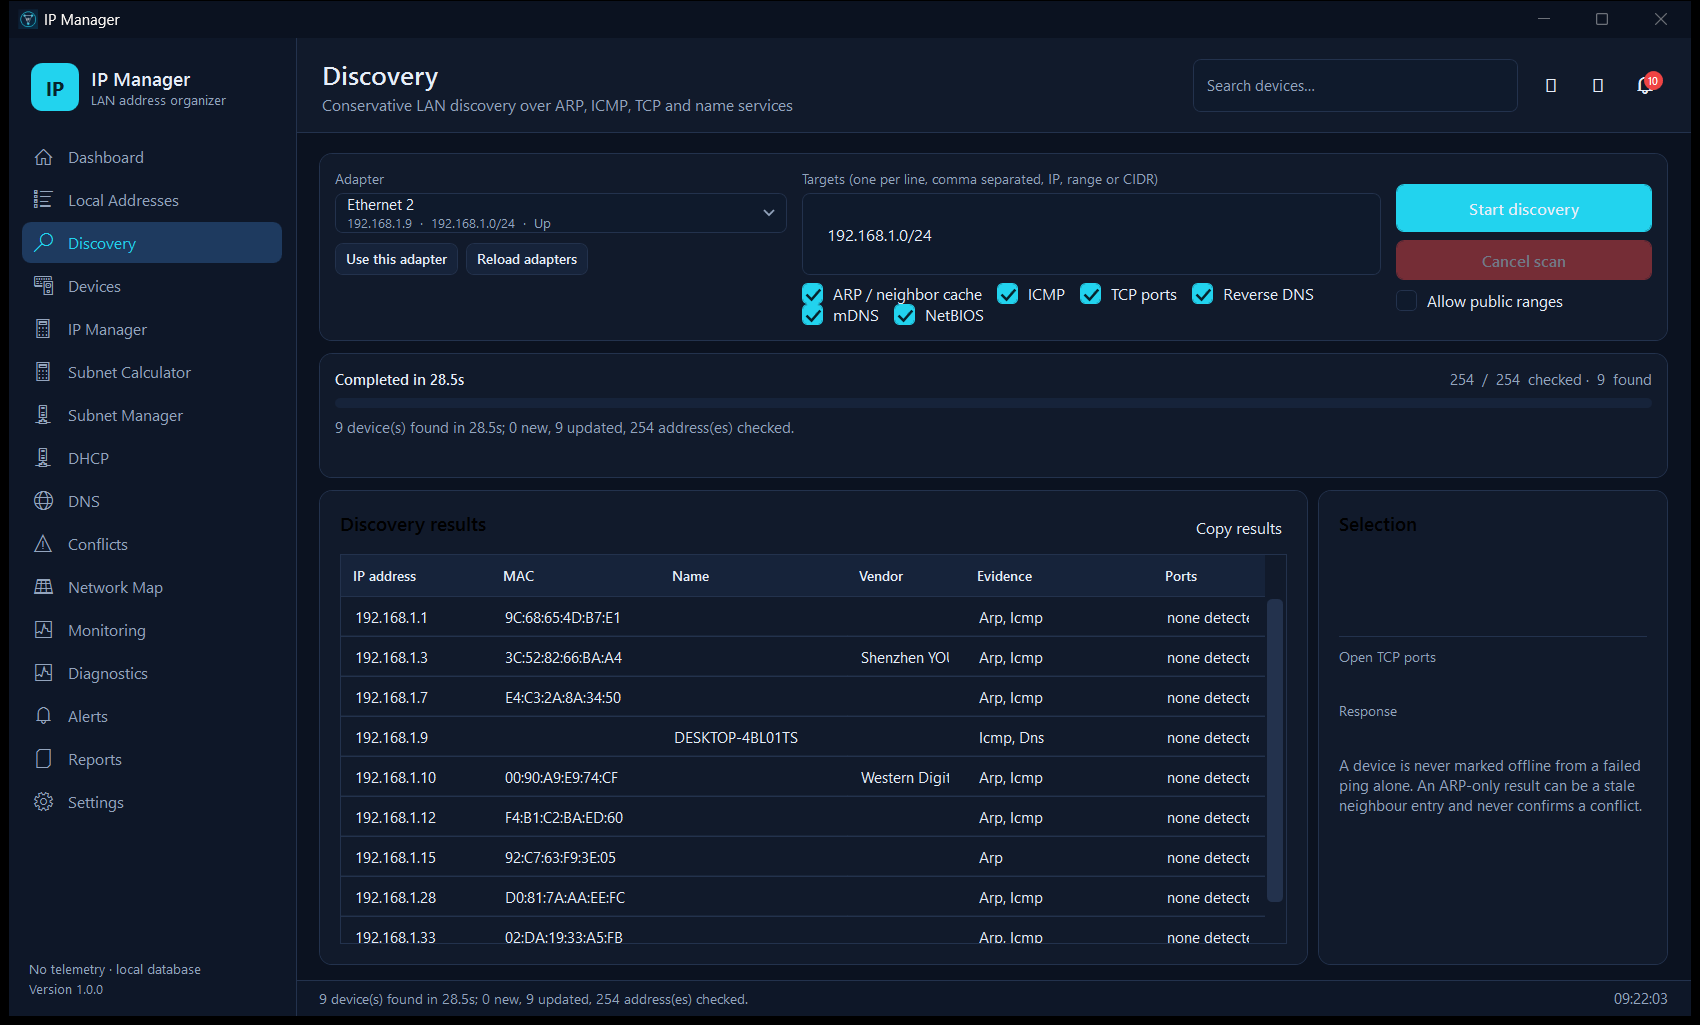 IP Manager
IP
IP Manager
LAN address organizer
Dashboard
Local Addresses
Discovery
Devices
IP Manager
Subnet Calculator
Subnet Manager
DHCP
DNS
Conflicts
Network Map
Monitoring
Diagnostics
Alerts
Reports
Settings
No telemetry · local database
Version 1.0.0
Discovery
Conservative LAN discovery over ARP, ICMP, TCP and name services
Search devices...
10
Adapter
Ethernet 2
192.168.1.9 · 192.168.1.0/24 · Up
Use this adapter Reload adapters
Targets (one per line, comma separated, IP, range or CIDR)
192.168.1.0/24
ARP / neighbor cache ICMP TCP ports Reverse DNS
mDNS NetBIOS
Start discovery
Cancel scan
Allow public ranges
Completed in 28.5s 254 / 254 checked · 9 found
9 device(s) found in 28.5s; 0 new, 9 updated, 254 address(es) checked.
Discovery results
Copy results
IP address MAC Name Vendor Evidence Ports
192.168.1.1 9C:68:65:4D:B7:E1 Arp, Icmp none detecte
192.168.1.3 3C:52:82:66:BA:A4 Shenzhen YOU Arp, Icmp none detecte
192.168.1.7 E4:C3:2A:8A:34:50 Arp, Icmp none detecte
192.168.1.9 DESKTOP-4BL01TS Icmp, Dns none detecte
192.168.1.10 00:90:A9:E9:74:CF Western Digit Arp, Icmp none detecte
192.168.1.12 F4:B1:C2:BA:ED:60 Arp, Icmp none detecte
192.168.1.15 92:C7:63:F9:3E:05 Arp none detecte
192.168.1.28 D0:81:7A:AA:EE:FC Arp, Icmp none detecte
192.168.1.33 02:DA:19:33:A5:FB Arp, Icmp none detecte
Selection
Open TCP ports
Response
A device is never marked offline from a failed
ping alone. An ARP-only result can be a stale
neighbour entry and never confirms a conflict.
9 device(s) found in 28.5s; 0 new, 9 updated, 254 address(es) checked.
09:22:03